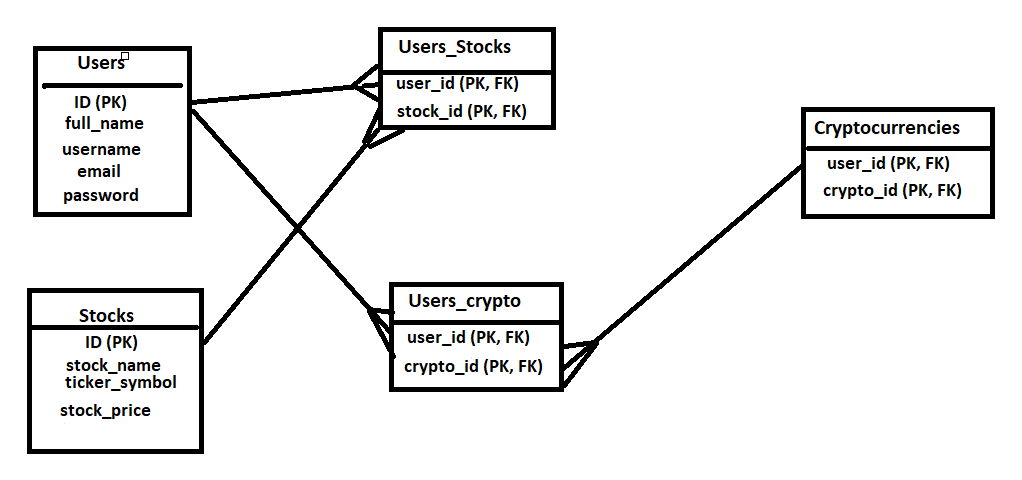 Users
ID (PK)
full_name
username
email
password
Users_Stocks
user_id (PK, FK)
stock_id (PK, FK)
Cryptocurrencies
user_id (PK, FK)
crypto_id (PK, FK)
Stocks
ID (PK)
stock_name
ticker_symbol
stock_price
Users_crypto
user_id (PK, FK)
crypto_id (PK, FK)